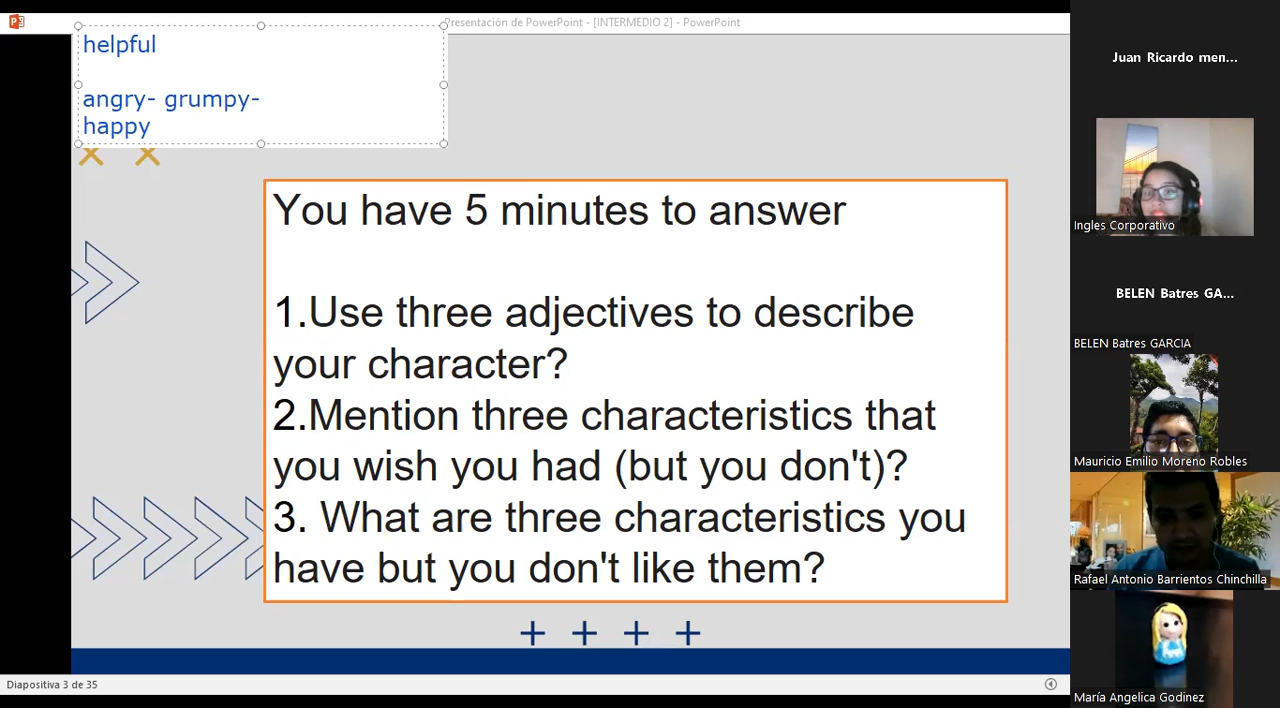 Presentación de PowerPoint - [INTERMEDIO 2] - PowerPoint
helpful
angry- grumpy-
happy
You have 5 minutes to answer
1.Use three adjectives to describe
your character?
2.Mention three characteristics that
you wish you had (but you don't)?
3. What are three characteristics you
have but you don't like them?
Diapositiva 3 de 35
Juan Ricardo men...
Ingles Corporativo
BELEN Batres GA...
BELEN Batres GARCIA
Mauricio Emilio Moreno Robles
Rafael Antonio Barrientos Chinchilla
María Angelica Godinez